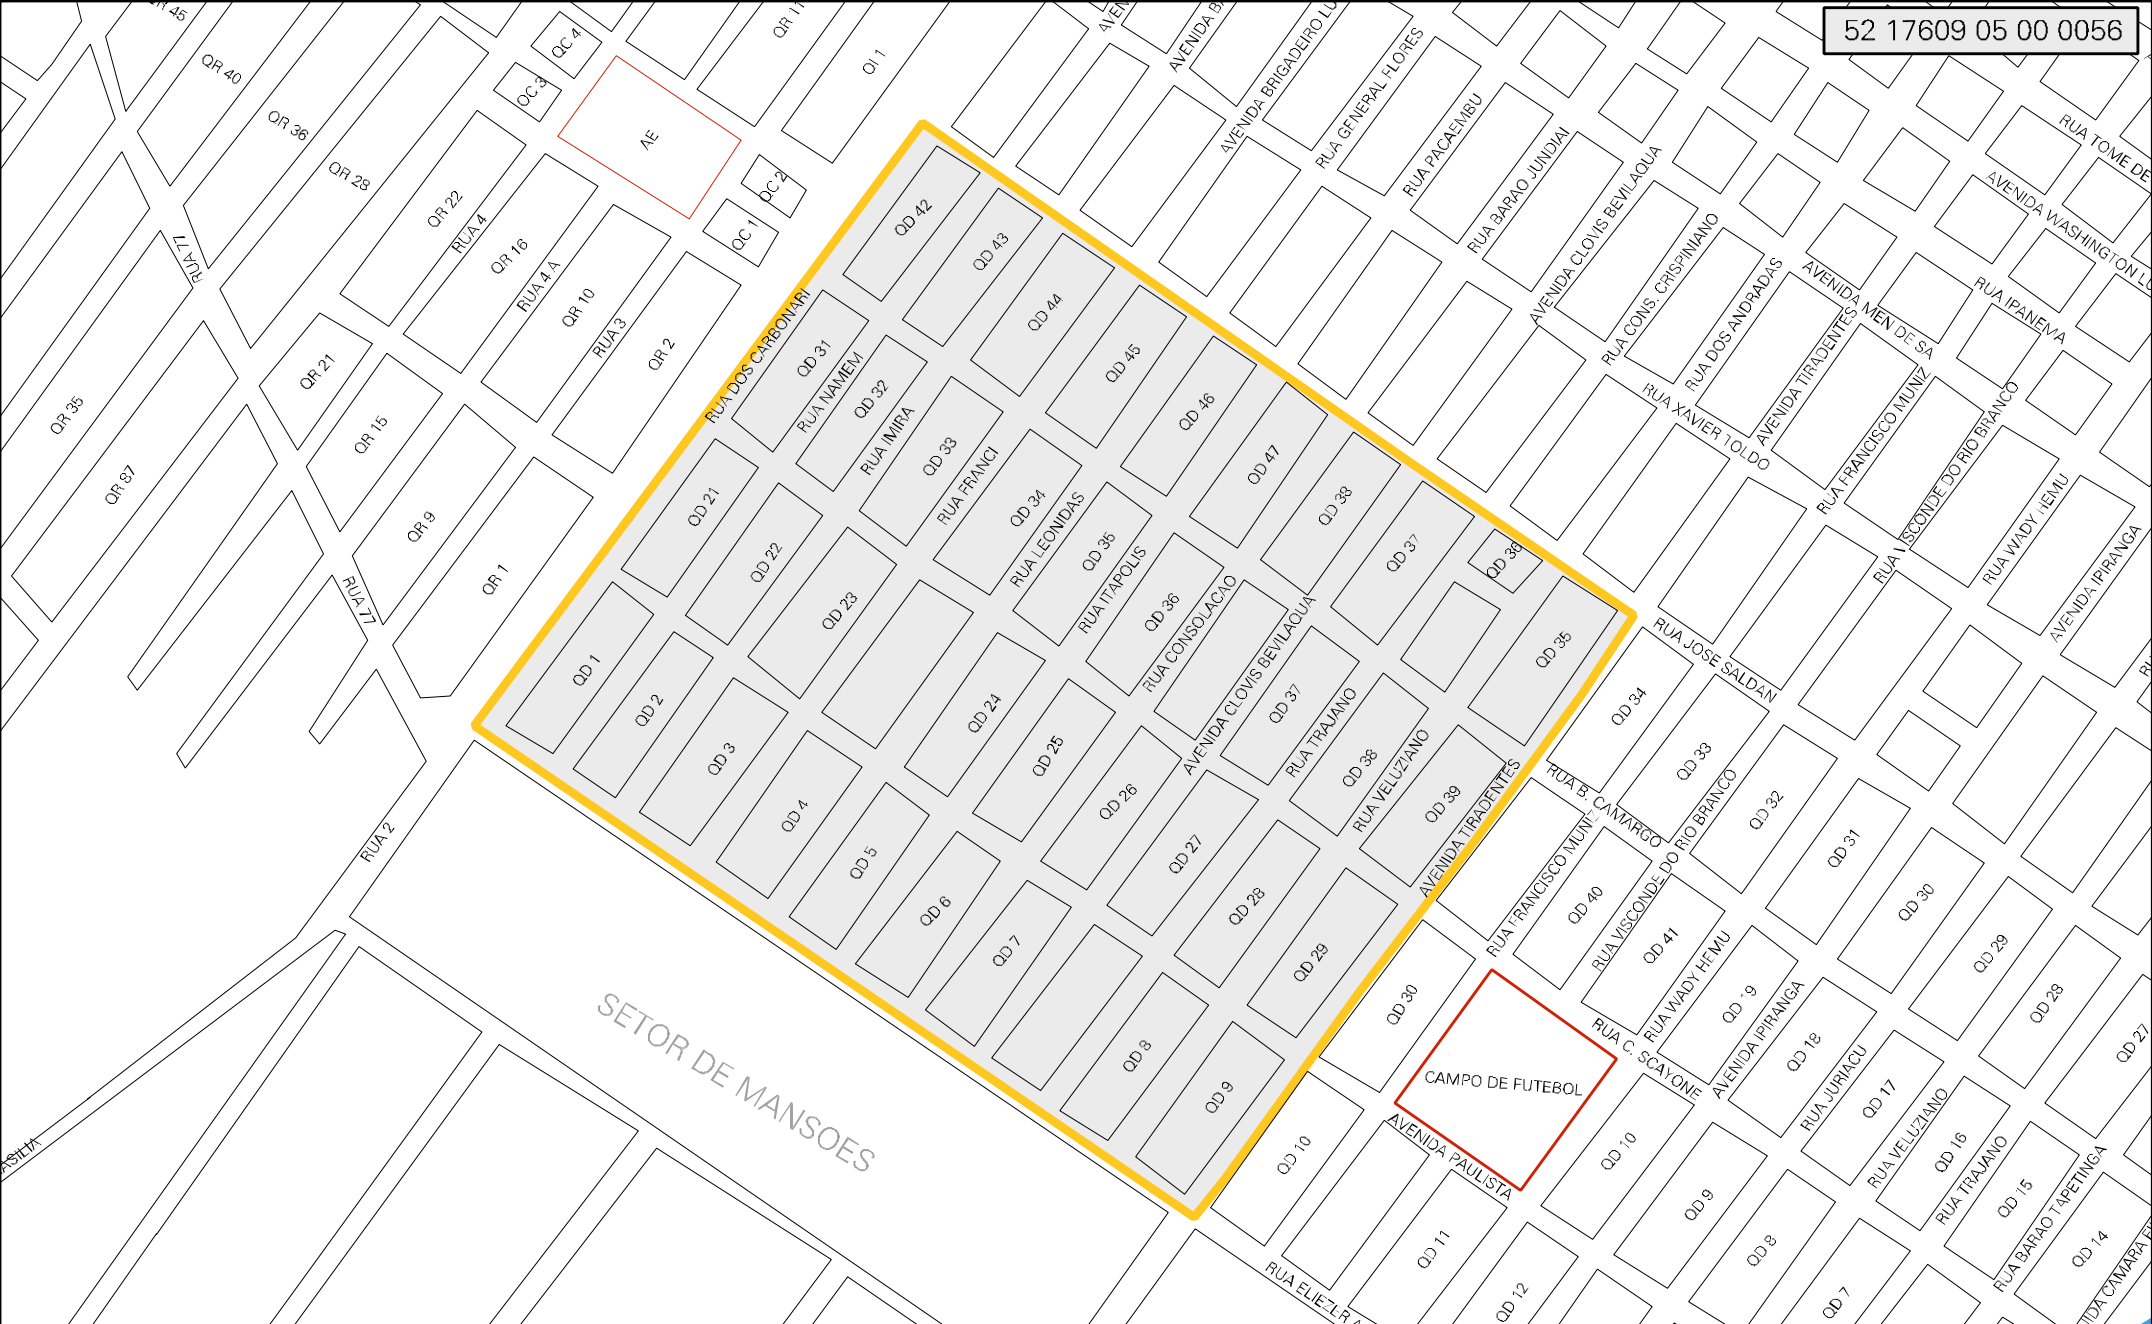 52 17609 05 00 0056
QR 40
QR 36
QR 28
QC 4
QC 3
AE
QI 1
QC 2
QC 1
QR 22
RUA 4
QR 16
RUA 4 A
QR 10
RUA 3
QR 2
RUA 77
QR 21
QR 15
QR 9
QR 1
QR 35
QR 87
RUA 77
RUA 2
AVENIDA BRIGADEIRO LU
RUA GENERAL FLORES
RUA PACAEMBU
RUA BARAO JUNDIAI
AVENIDA CLOVIS BEVILAQUA
RUA CONS. CRISPINIANO
RUA DOS ANDRADAS
AVENIDA TIRADENTES
RUA FRANCISCO MUNIZ
RUA VISCONDE DO RIO BRANCO
RUA WADY HEMU
AVENIDA IPIRANGA
RUA TOME DE
AVENIDA WASHINGTON LU
RUA IPANEMA
AVENIDA MEN DE SA
RUA XAVIER TOLDO
RUA JOSE SALDAN
RUA DOS CARBONARI
QD 42
QD 43
QD 44
QD 45
QD 46
QD 47
QD 38
QD 37
QD 36
QD 35
QD 31
RUA NAMEM
QD 32
RUA IMIRA
QD 33
RUA FRANCI
QD 34
RUA LEONIDAS
QD 35
RUA ITAPOLIS
QD 36
RUA CONSOLACAO
AVENIDA CLOVIS BEVILAQUA
QD 37
RUA TRAJANO
QD 38
RUA VELUZIANO
QD 39
AVENIDA TIRADENTES
QD 21
QD 22
QD 23
QD 24
QD 25
QD 26
QD 27
QD 28
QD 29
QD 1
QD 2
QD 3
QD 4
QD 5
QD 6
QD 7
QD 8
QD 9
QD 34
QD 33
QD 32
QD 31
QD 30
QD 29
QD 28
QD 27
RUA B. CAMARGO
RUA FRANCISCO MUNIZ
QD 40
RUA VISCONDE DO RIO BRANCO
QD 41
RUA WADY HEMU
QD 19
AVENIDA IPIRANGA
QD 18
RUA JURIACU
QD 17
RUA VELUZIANO
QD 16
RUA TRAJANO
QD 15
RUA BARAO TAPETINGA
QD 14
QD 30
CAMPO DE FUTEBOL
RUA C. SCAYONE
AVENIDA PAULISTA
QD 10
QD 11
QD 12
QD 10
QD 9
QD 8
QD 7
RUA ELIEZER
SETOR DE MANSOES